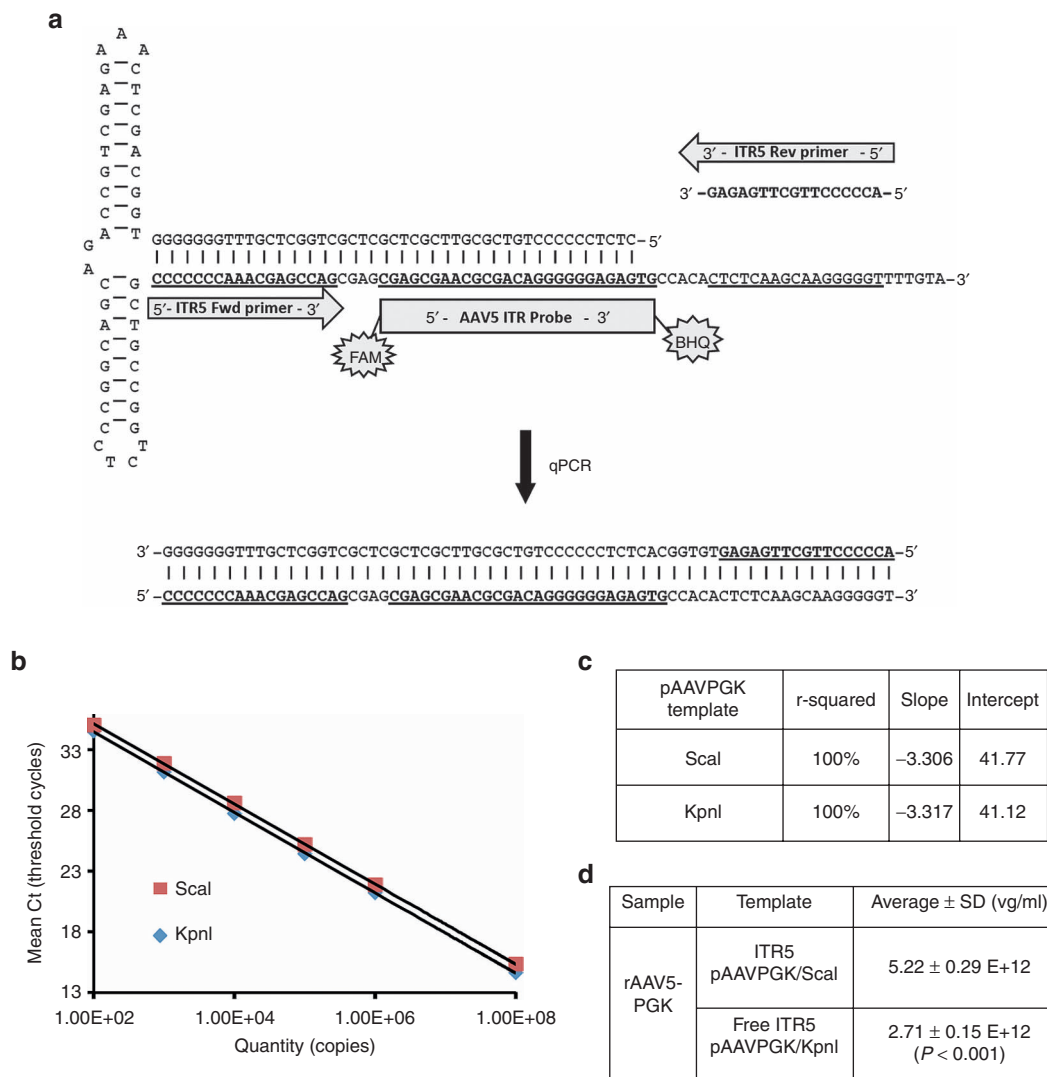 a
A
A A
G C
A T
G C
C G
T A
G C
C G
C G
A T
G
A
C G
G C
A T
C G
G C
G C
C G
C G
C T
T C
3′ - ITR5 Rev primer - 5′
3′ -GAGAGTTCGTTCCCCCA-5′
GGGGGGGTTTGCTCGGTCGCTCGCTCGCTTGCGCTGTCCCCCCTCTC-5′
CCCCCCCAAACGAGCCAGCGAGCGAGCGAACGCGACAGGGGGGAGAGTGCCACACTCTCAAGCAAGGGGGTTTTGTA-3′
5′- ITR5 Fwd primer - 3′
5′ - AAV5 ITR Probe - 3′
FAM
BHQ
qPCR
3′ -GGGGGGGTTTGCTCGGTCGCTCGCTCGCTTGCGCTGTCCCCCCTCTCACGGTGTGAGAGTTCGTTCCCCCA-5′
5′ -CCCCCCCAAACGAGCCAGCGAGCGAGCGAACGCGACAGGGGGGAGAGTGCCACACTCTCAAGCAAGGGGGT-3′
b
Mean Ct (threshold cycles)
33
28
23
18
13
ScaI
KpnI
1.00E+02 1.00E+04 1.00E+06 1.00E+08
Quantity (copies)
c
pAAVPGK template r-squared Slope Intercept
ScaI 100% −3.306 41.77
KpnI 100% −3.317 41.12
d
Sample Template Average ± SD (vg/ml)
rAAV5-PGK
ITR5 pAAVPGK/ScaI 5.22 ± 0.29 E+12
Free ITR5 pAAVPGK/KpnI 2.71 ± 0.15 E+12 (P < 0.001)